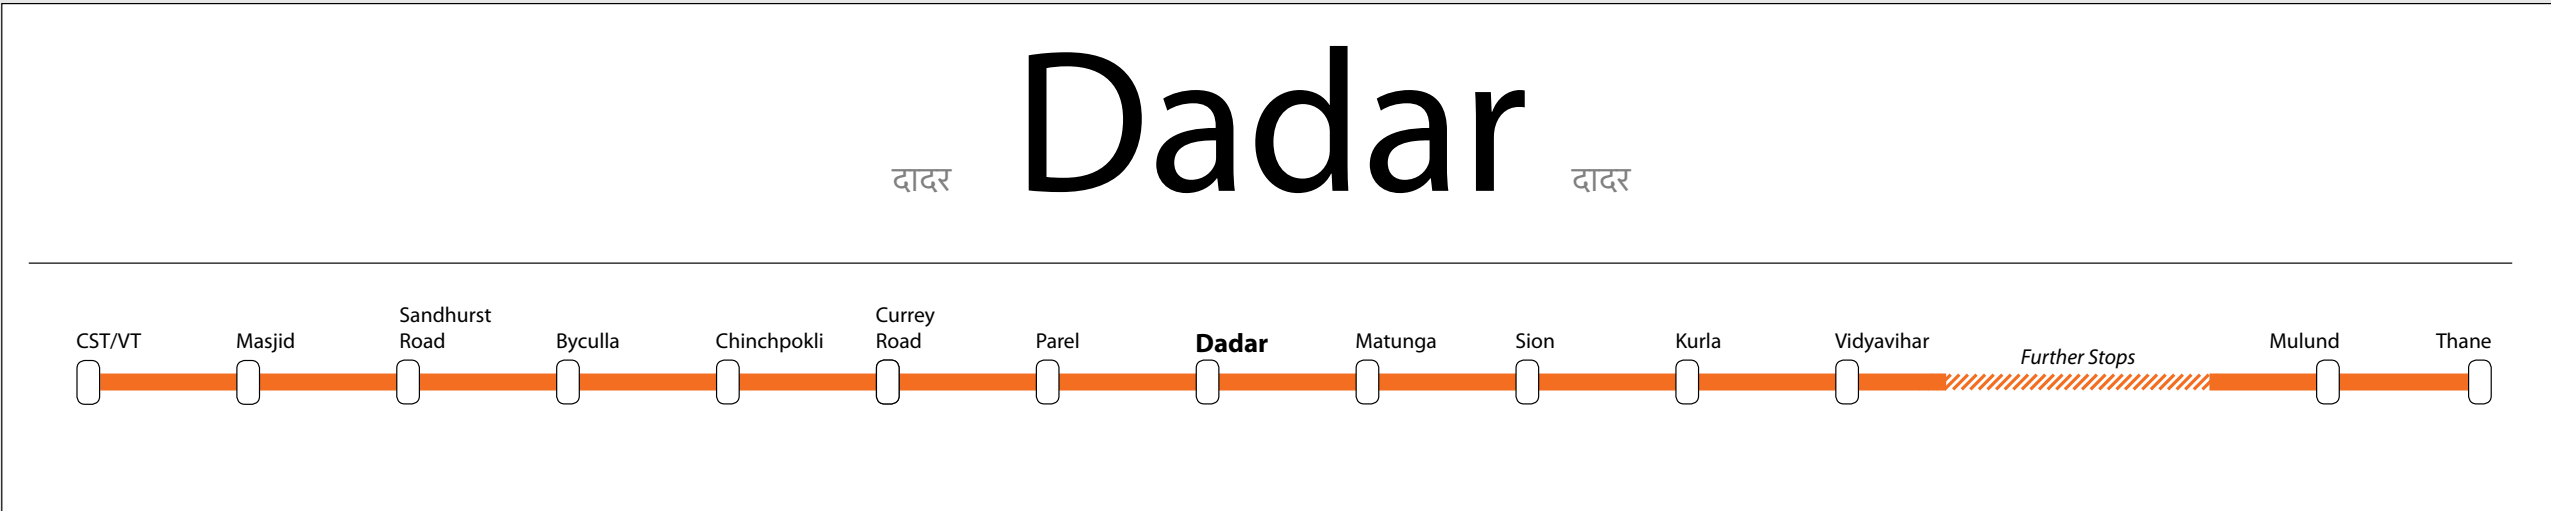 दादर Dadar दादर
CST/VT
Masjid
Sandhurst
Road
Byculla
Chinchpokli
Currey
Road
Parel
Dadar
Matunga
Sion
Kurla
Vidyavihar
Further Stops
Mulund
Thane